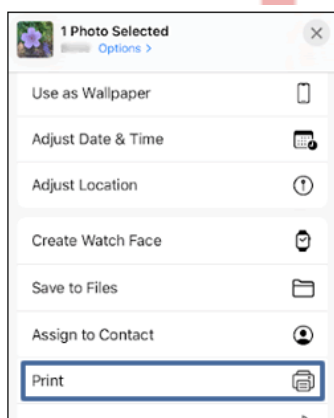 1 Photo Selected
Options >
Use as Wallpaper
Adjust Date & Time
Adjust Location
Create Watch Face
Save to Files
Assign to Contact
Print